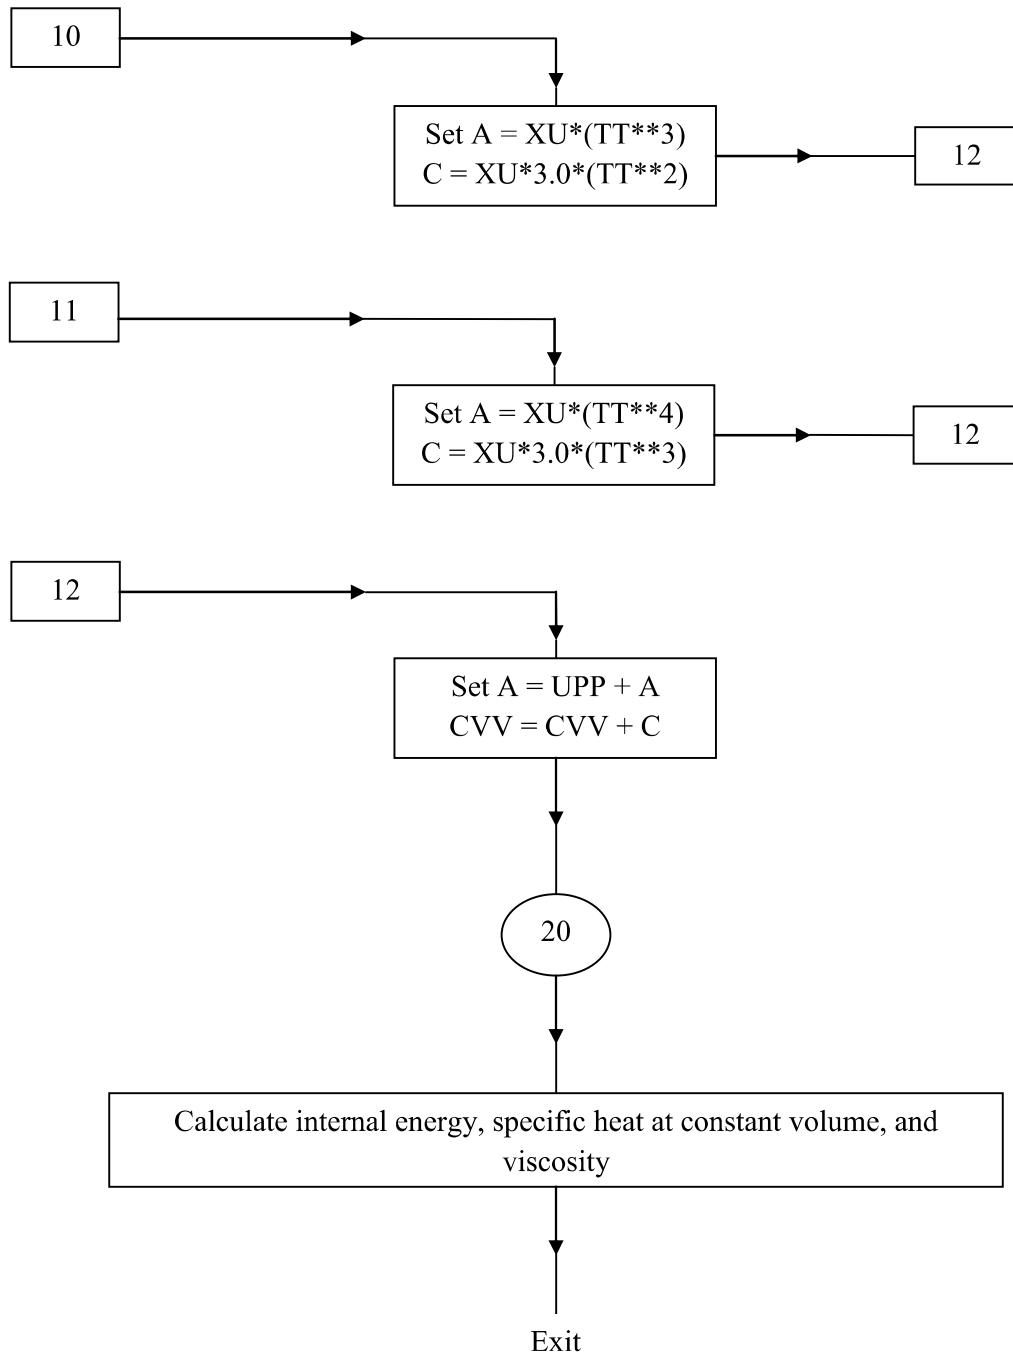 10
Set A = XU*(TT**3)
C = XU*3.0*(TT**2)
12
11
Set A = XU*(TT**4)
C = XU*3.0*(TT**3)
12
12
Set A = UPP + A
CVV = CVV + C
20
Calculate internal energy, specific heat at constant volume, and
viscosity
Exit